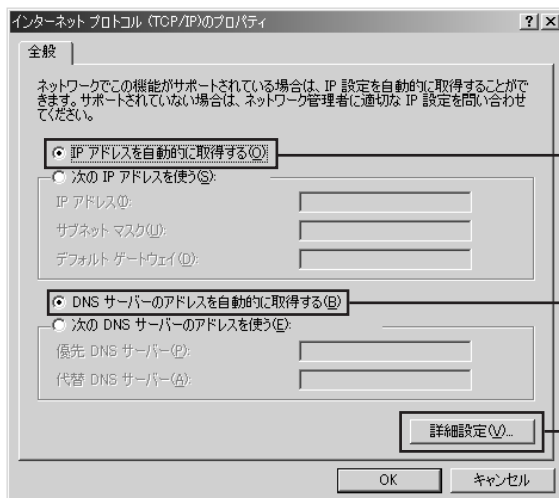 インターネット プロトコル (TCP/IP)のプロパティ
全般
ネットワークでこの機能がサポートされている場合は、IP 設定を自動的に取得することがで
きます。サポートされていない場合は、ネットワーク管理者に適切な IP 設定を問い合わせ
てください。
IP アドレスを自動的に取得する(O)
次の IP アドレスを使う(S):
IP アドレス(I):
サブネット マスク(U):
デフォルト ゲートウェイ(D):
DNS サーバーのアドレスを自動的に取得する(B)
次の DNS サーバーのアドレスを使う(E):
優先 DNS サーバー(P):
代替 DNS サーバー(A):
詳細設定(V)...
OK キャンセル